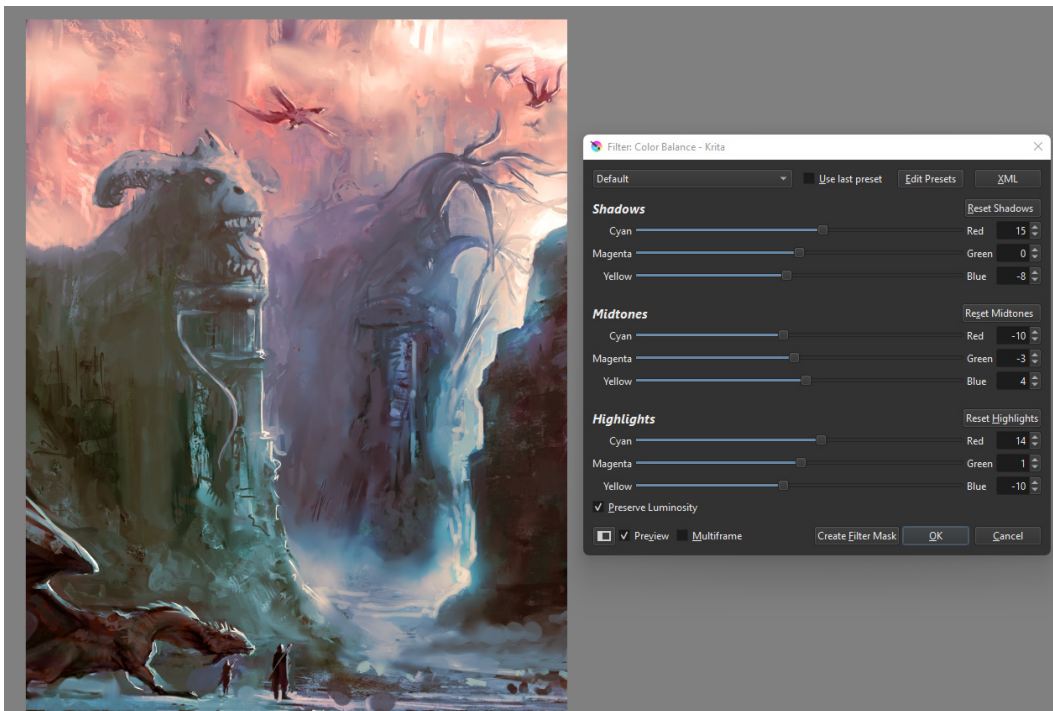 Filter: Color Balance - Krita
Default Use last preset Edit Presets XML
Shadows Reset Shadows
Cyan Red 15
Magenta Green 0
Yellow Blue -8
Midtones Reset Midtones
Cyan Red -10
Magenta Green -3
Yellow Blue 4
Highlights Reset Highlights
Cyan Red 14
Magenta Green 1
Yellow Blue -10
Preserve Luminosity
Preview Multiframe Create Filter Mask OK Cancel